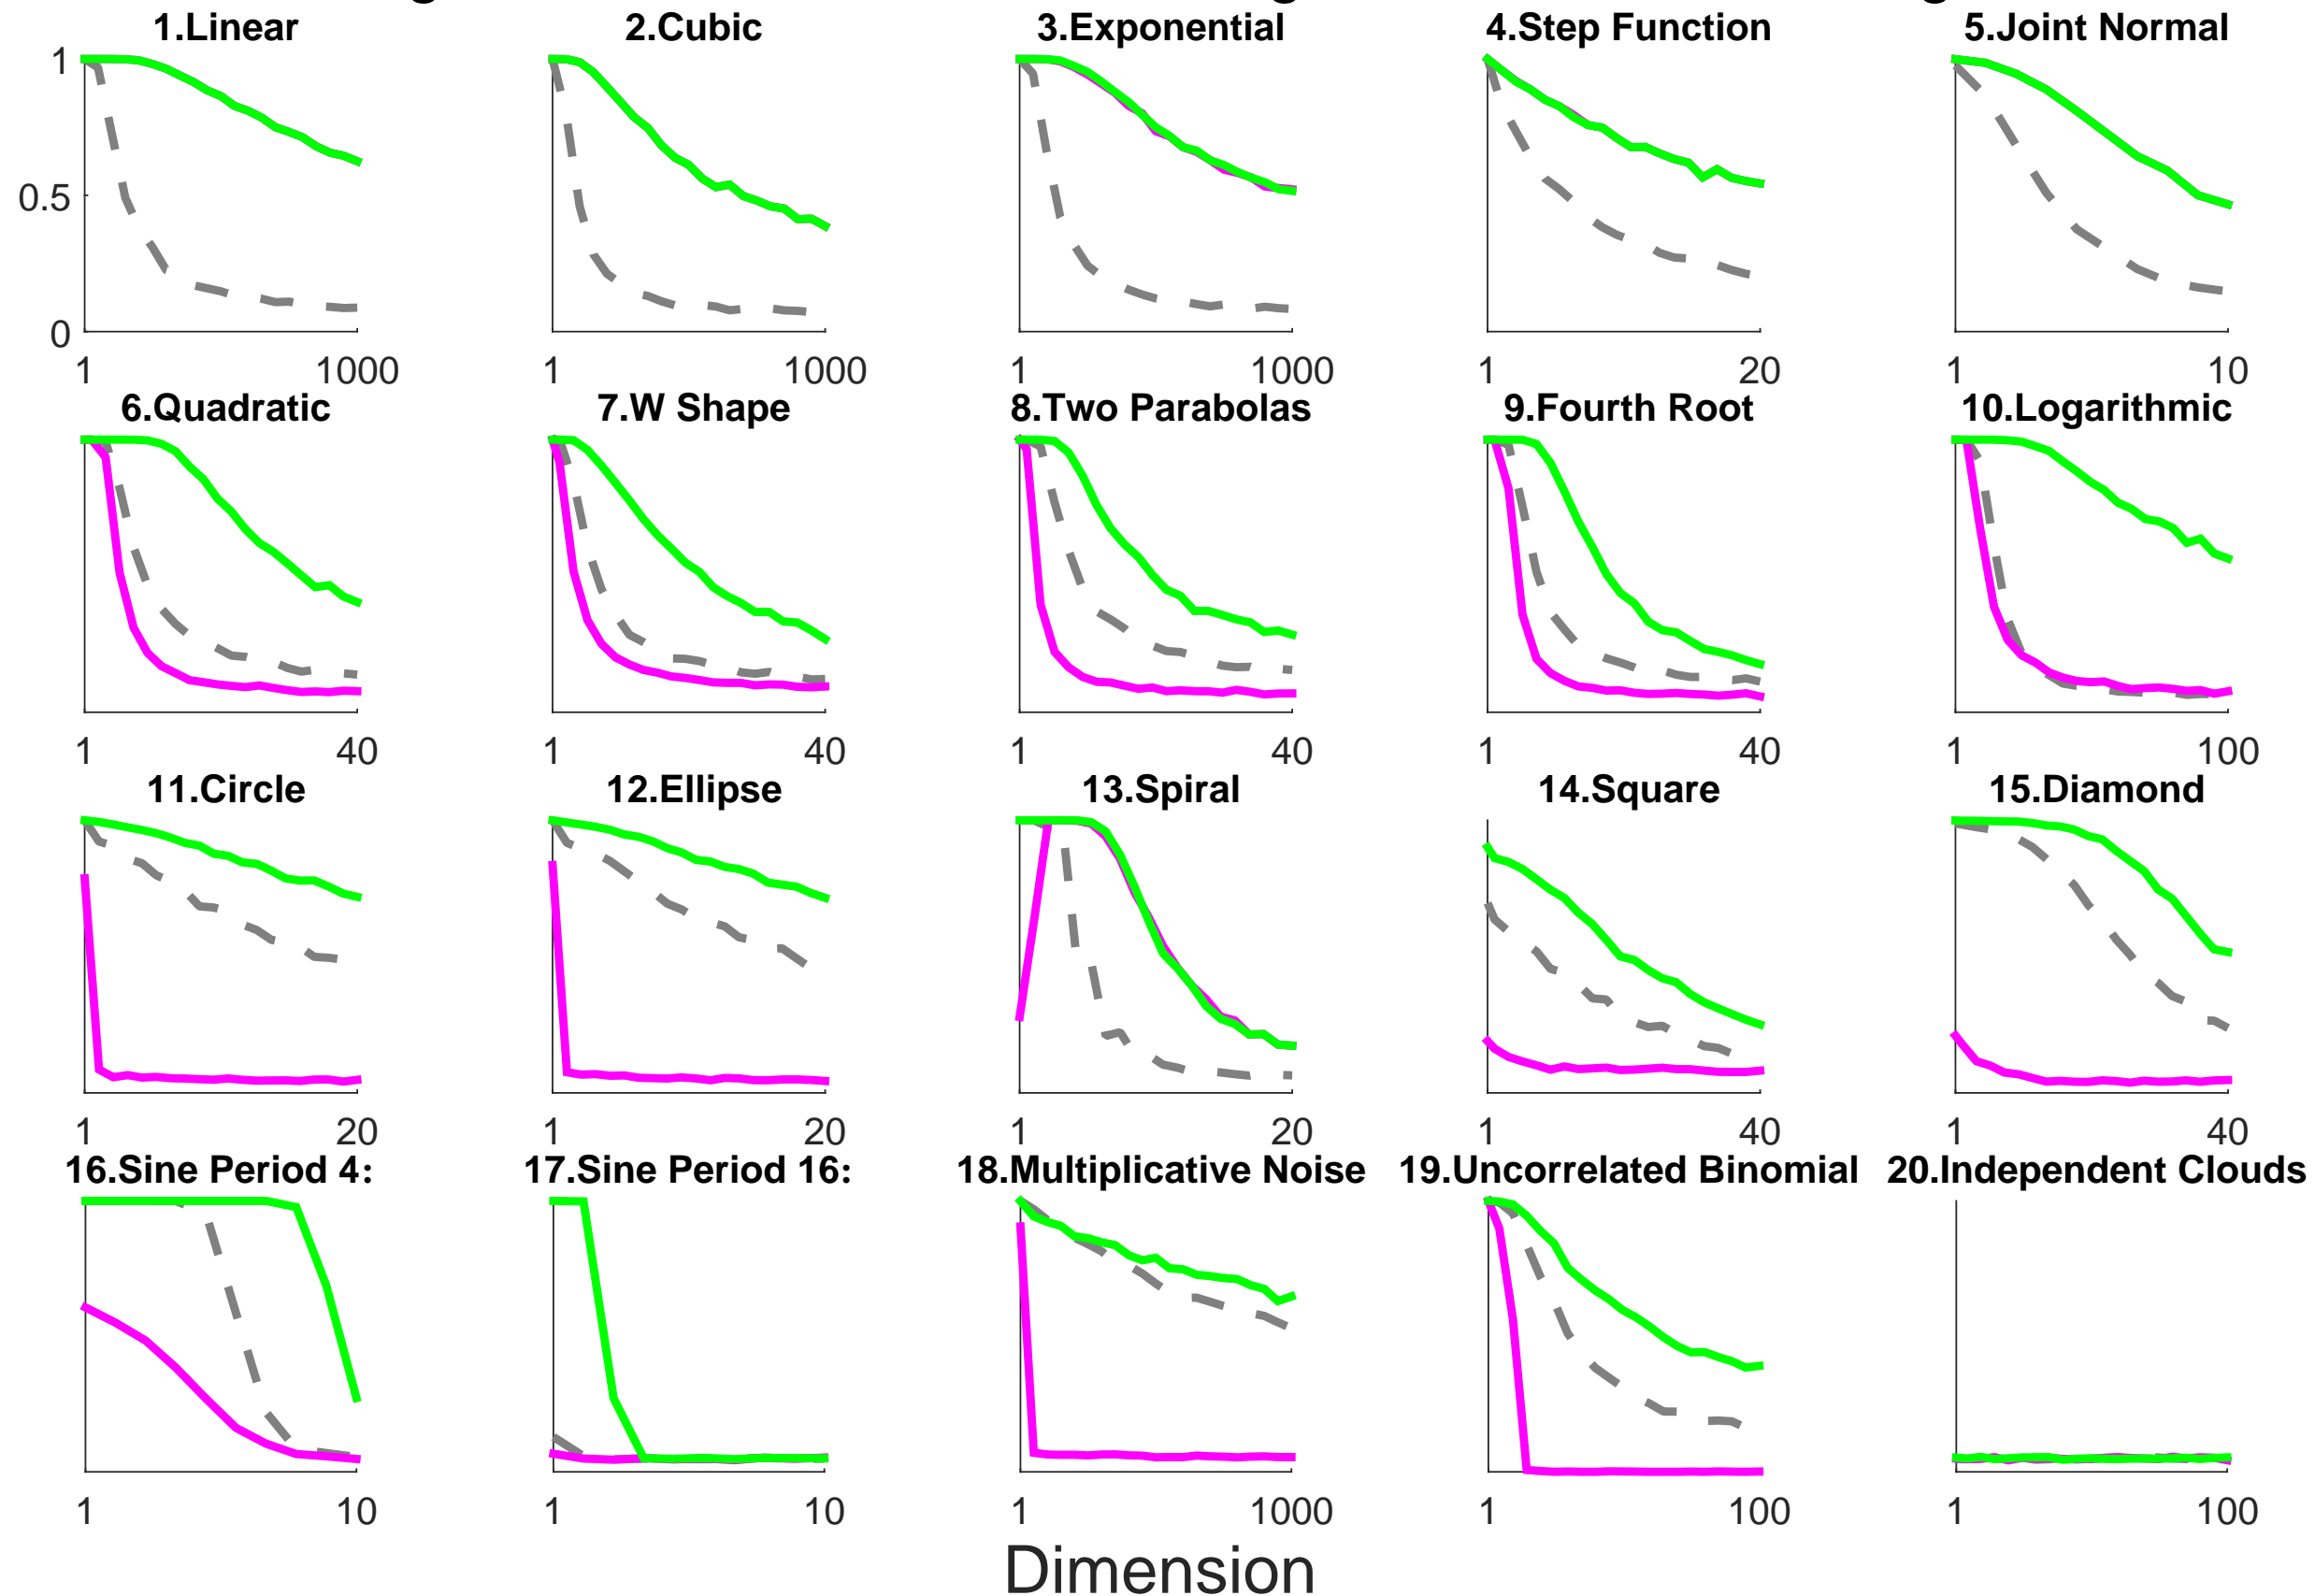 1.Linear 2.Cubic 3.Exponential 4.Step Function 5.Joint Normal
1
0.5
0
1 1000 1 1000 1 1000 1 20 1 10
6.Quadratic 7.W Shape 8.Two Parabolas 9.Fourth Root 10.Logarithmic
1 40 1 40 1 40 1 40 1 100
11.Circle 12.Ellipse 13.Spiral 14.Square 15.Diamond
1 20 1 20 1 20 1 40 1 40
16.Sine Period 4: 17.Sine Period 16: 18.Multiplicative Noise 19.Uncorrelated Binomial 20.Independent Clouds
1 10 1 10 1 1000 1 100 1 100
Dimension